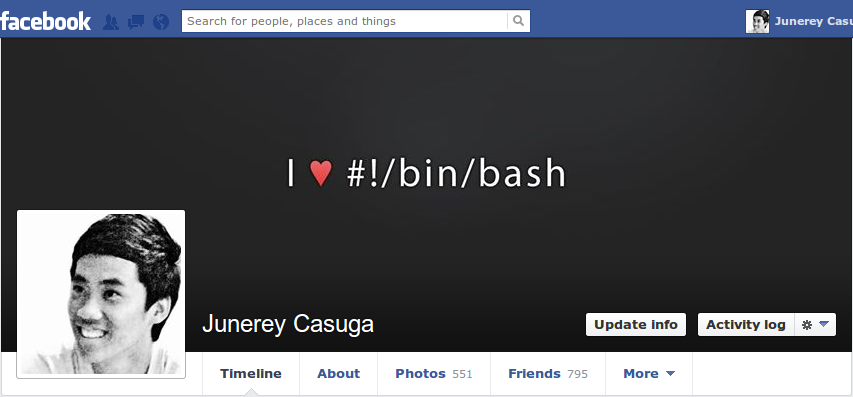 facebook
Search for people, places and things
Junerey
I ♥ #!/bin/bash
Junerey Casuga
Update info
Activity log
Timeline
About
Photos 551
Friends 795
More